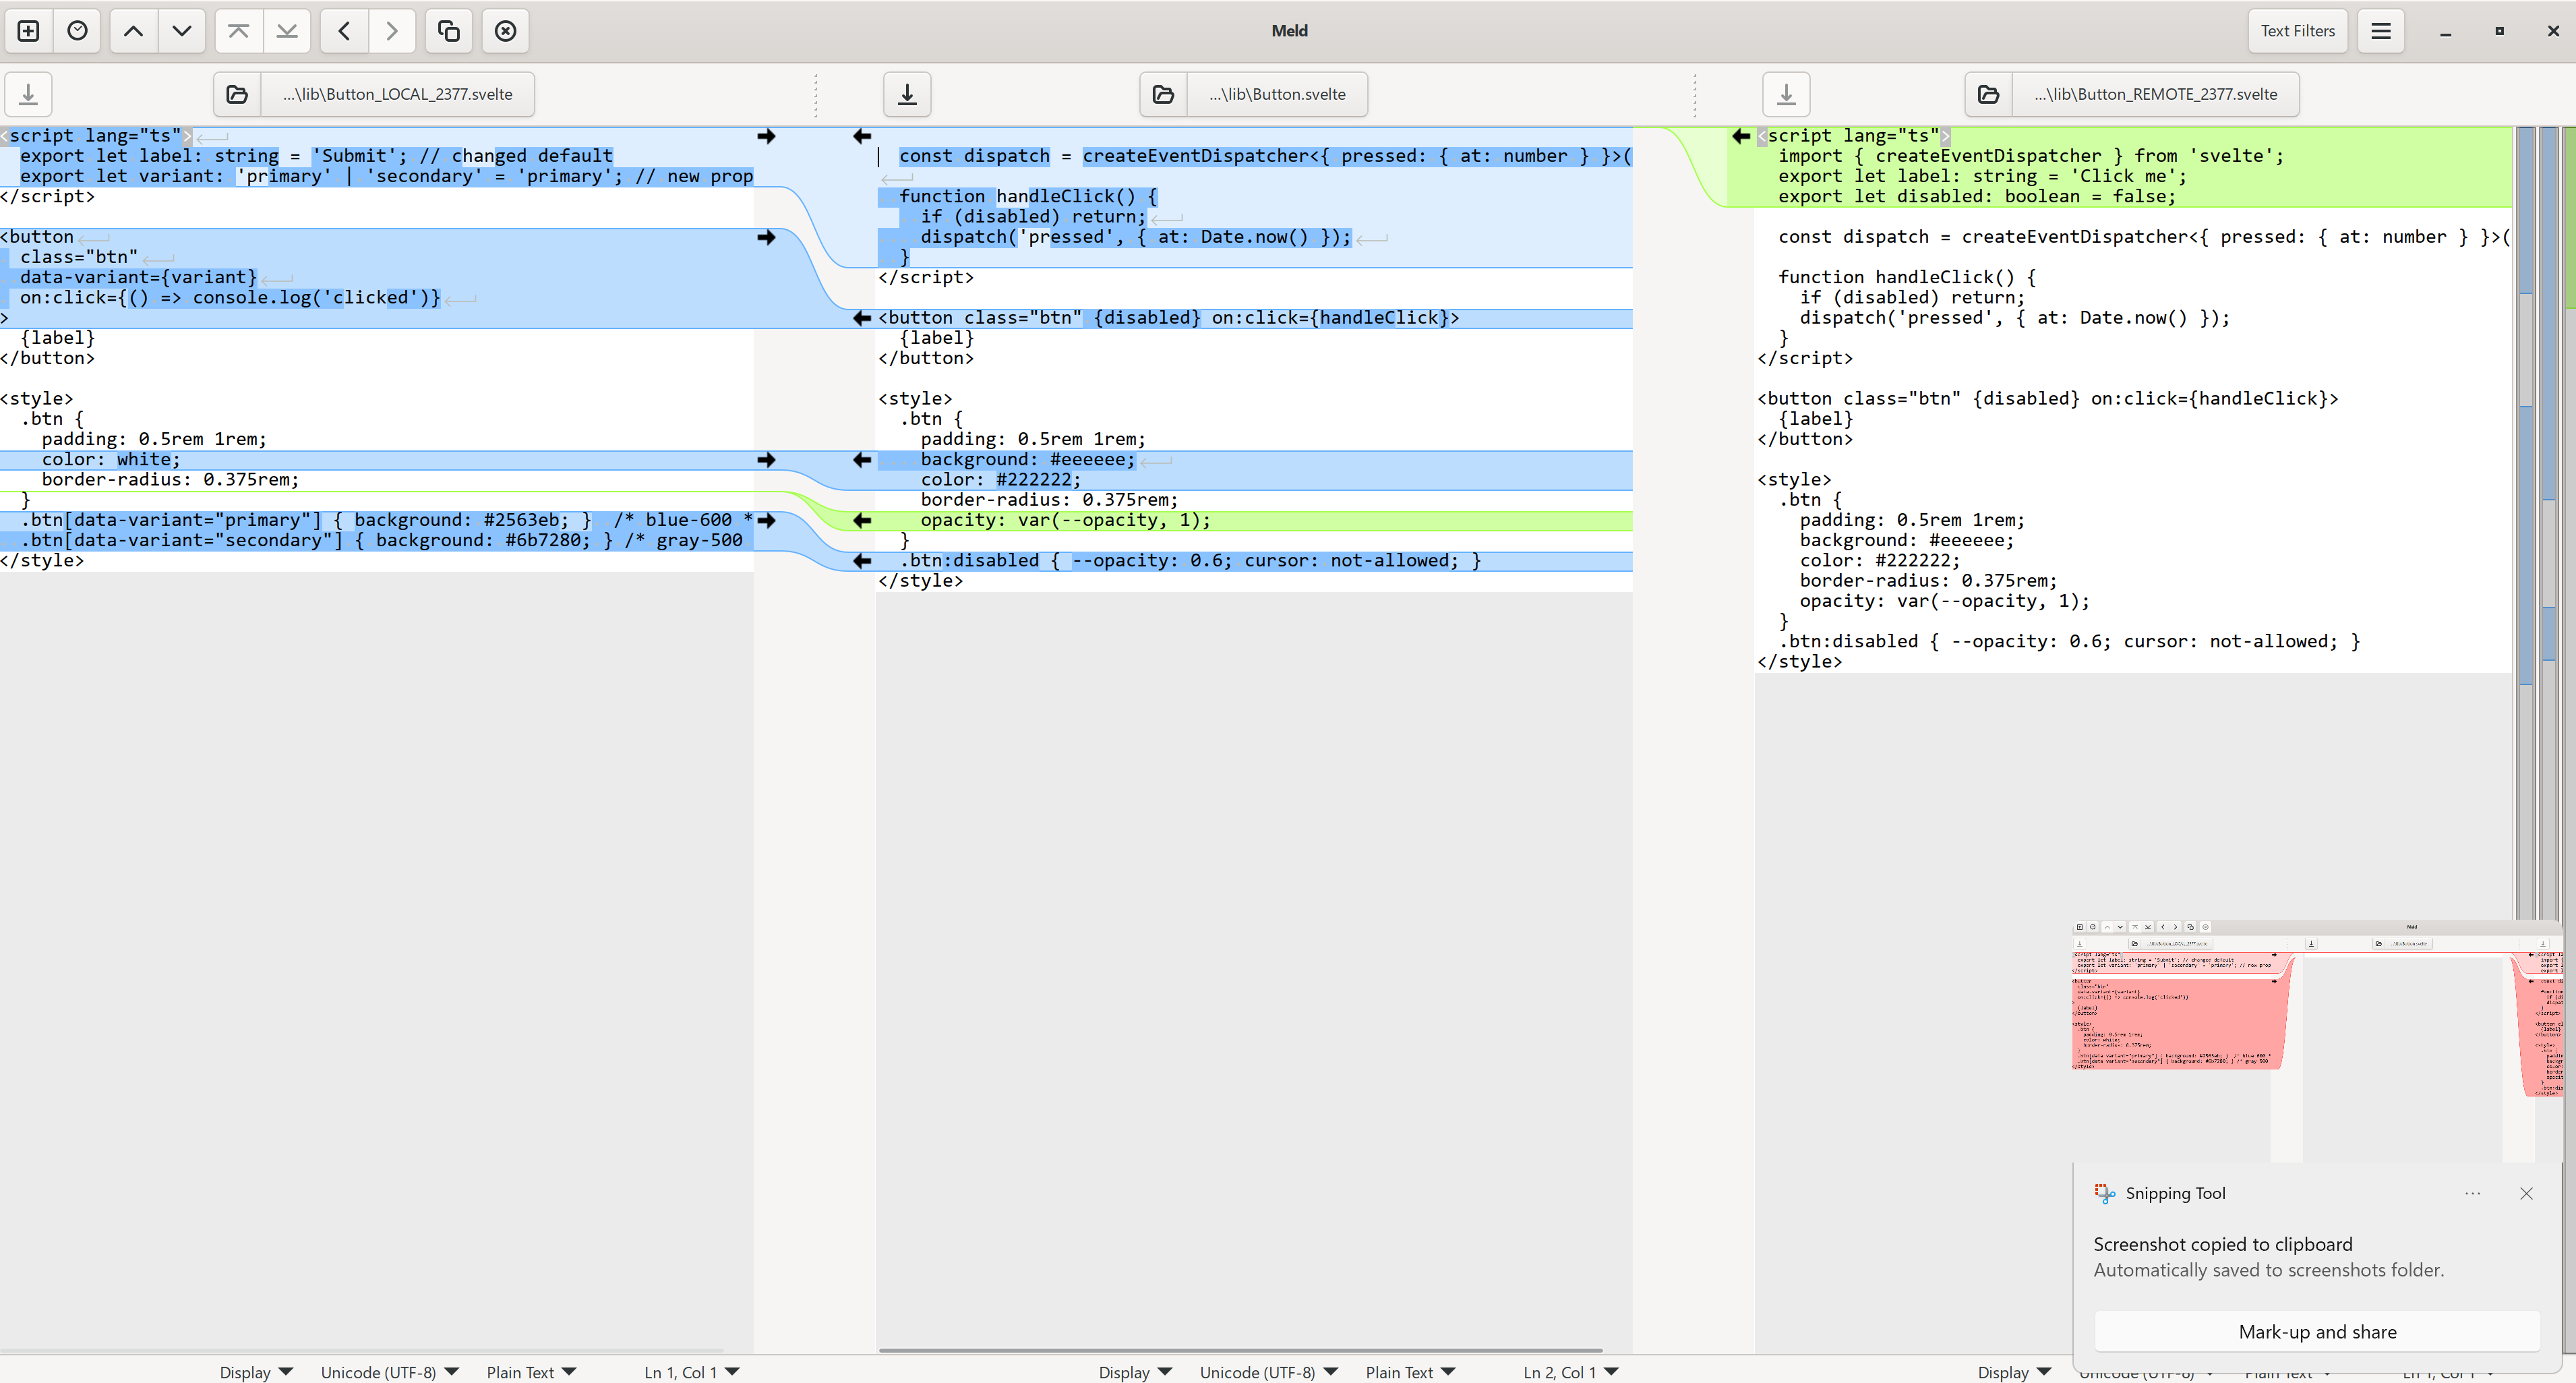 Meld
Text Filters
...\lib\Button_LOCAL_2377.svelte
...\lib\Button.svelte
...\lib\Button_REMOTE_2377.svelte
<script lang="ts">
  export let label: string = 'Submit'; // changed default
  export let variant: 'primary' | 'secondary' = 'primary'; // new prop
</script>

<button
  class="btn"
  data-variant={variant}
  on:click={() => console.log('clicked')}
>
  {label}
</button>

<style>
  .btn {
    padding: 0.5rem 1rem;
    color: white;
    border-radius: 0.375rem;
  }
  .btn[data-variant="primary"] { background: #2563eb; }  /* blue-600 *
  .btn[data-variant="secondary"] { background: #6b7280; } /* gray-500
</style>
  const dispatch = createEventDispatcher<{ pressed: { at: number } }>(

  function handleClick() {
    if (disabled) return;
    dispatch('pressed', { at: Date.now() });
  }
</script>

<button class="btn" {disabled} on:click={handleClick}>
  {label}
</button>

<style>
  .btn {
    padding: 0.5rem 1rem;
    background: #eeeeee;
    color: #222222;
    border-radius: 0.375rem;
    opacity: var(--opacity, 1);
  }
  .btn:disabled { --opacity: 0.6; cursor: not-allowed; }
</style>
<script lang="ts">
  import { createEventDispatcher } from 'svelte';
  export let label: string = 'Click me';
  export let disabled: boolean = false;

  const dispatch = createEventDispatcher<{ pressed: { at: number } }>(

  function handleClick() {
    if (disabled) return;
    dispatch('pressed', { at: Date.now() });
  }
</script>

<button class="btn" {disabled} on:click={handleClick}>
  {label}
</button>

<style>
  .btn {
    padding: 0.5rem 1rem;
    background: #eeeeee;
    color: #222222;
    border-radius: 0.375rem;
    opacity: var(--opacity, 1);
  }
  .btn:disabled { --opacity: 0.6; cursor: not-allowed; }
</style>
Snipping Tool
Screenshot copied to clipboard
Automatically saved to screenshots folder.
Mark-up and share
Display Unicode (UTF-8) Plain Text Ln 1, Col 1
Display Unicode (UTF-8) Plain Text Ln 2, Col 1
Display Unicode (UTF-8) Plain Text Ln 1, Col 1